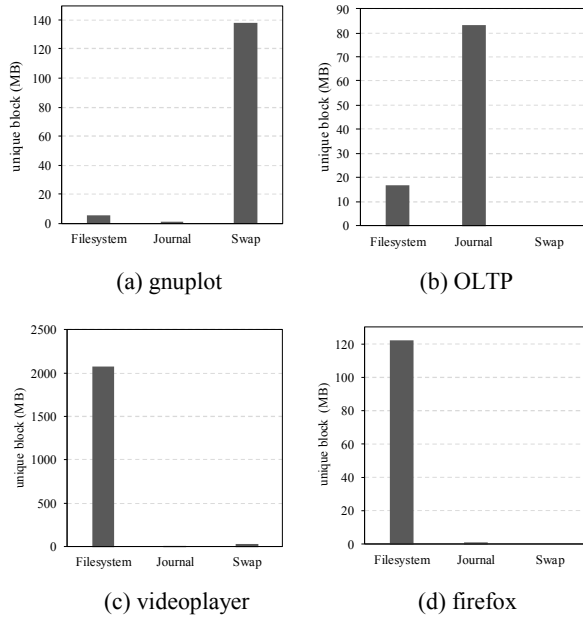 140
120
100
80
60
40
20
0
unique block (MB)
Filesystem Journal Swap
(a) gnuplot
90
80
70
60
50
40
30
20
10
0
unique block (MB)
Filesystem Journal Swap
(b) OLTP
2500
2000
1500
1000
500
0
unique block (MB)
Filesystem Journal Swap
(c) videoplayer
120
100
80
60
40
20
0
unique block (MB)
Filesystem Journal Swap
(d) firefox